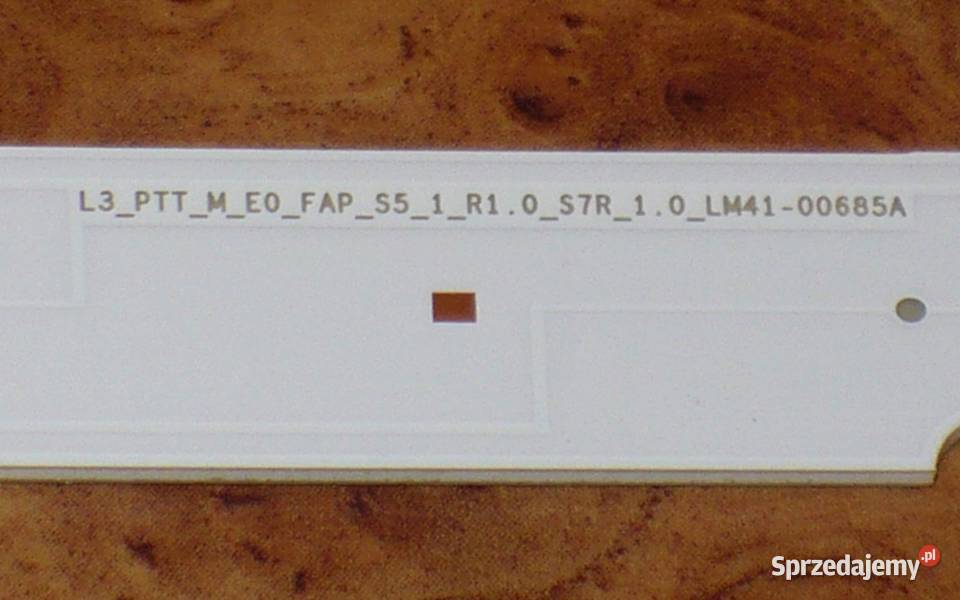 L3_PTT_M_E0_FAP_S5_1_R1.0_S7R_1.0_LM41-00685A
Sprzedajemy.pl